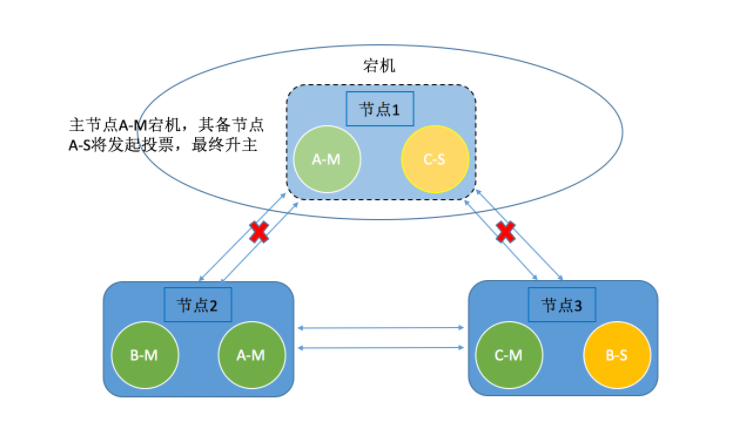 宕机
主节点A-M宕机，其备节点
A-S将发起投票，最终升主
节点1
A-M
C-S
节点2
B-M
A-M
节点3
C-M
B-S